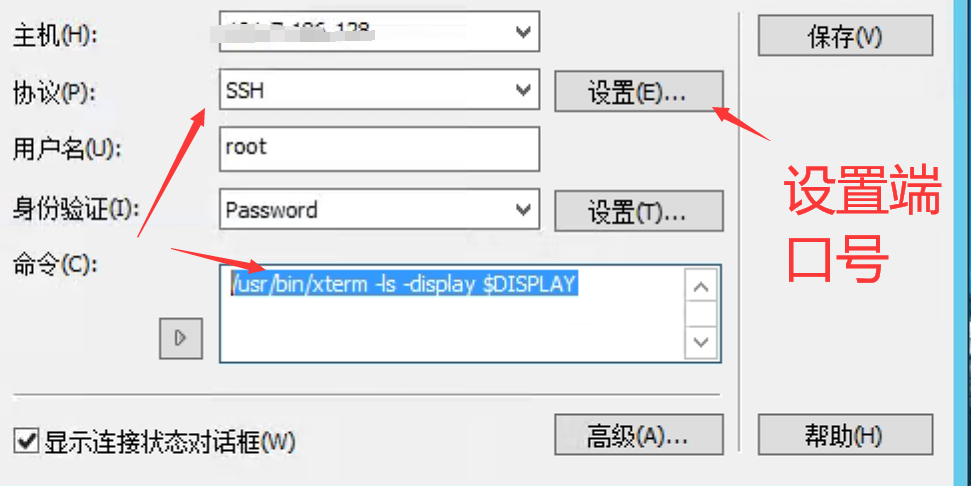 主机(H):
保存(V)
协议(P):
SSH
设置(E)...
用户名(U):
root
设置端
口号
身份验证(I):
Password
设置(T)...
命令(C):
/usr/bin/xterm -ls -display $DISPLAY
显示连接状态对话框(W)
高级(A)...
帮助(H)